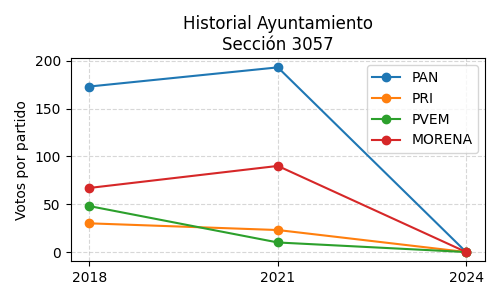 Historial Ayuntamiento
Sección 3057
Votos por partido
200
150
100
50
0
2018
2021
2024
PAN
PRI
PVEM
MORENA